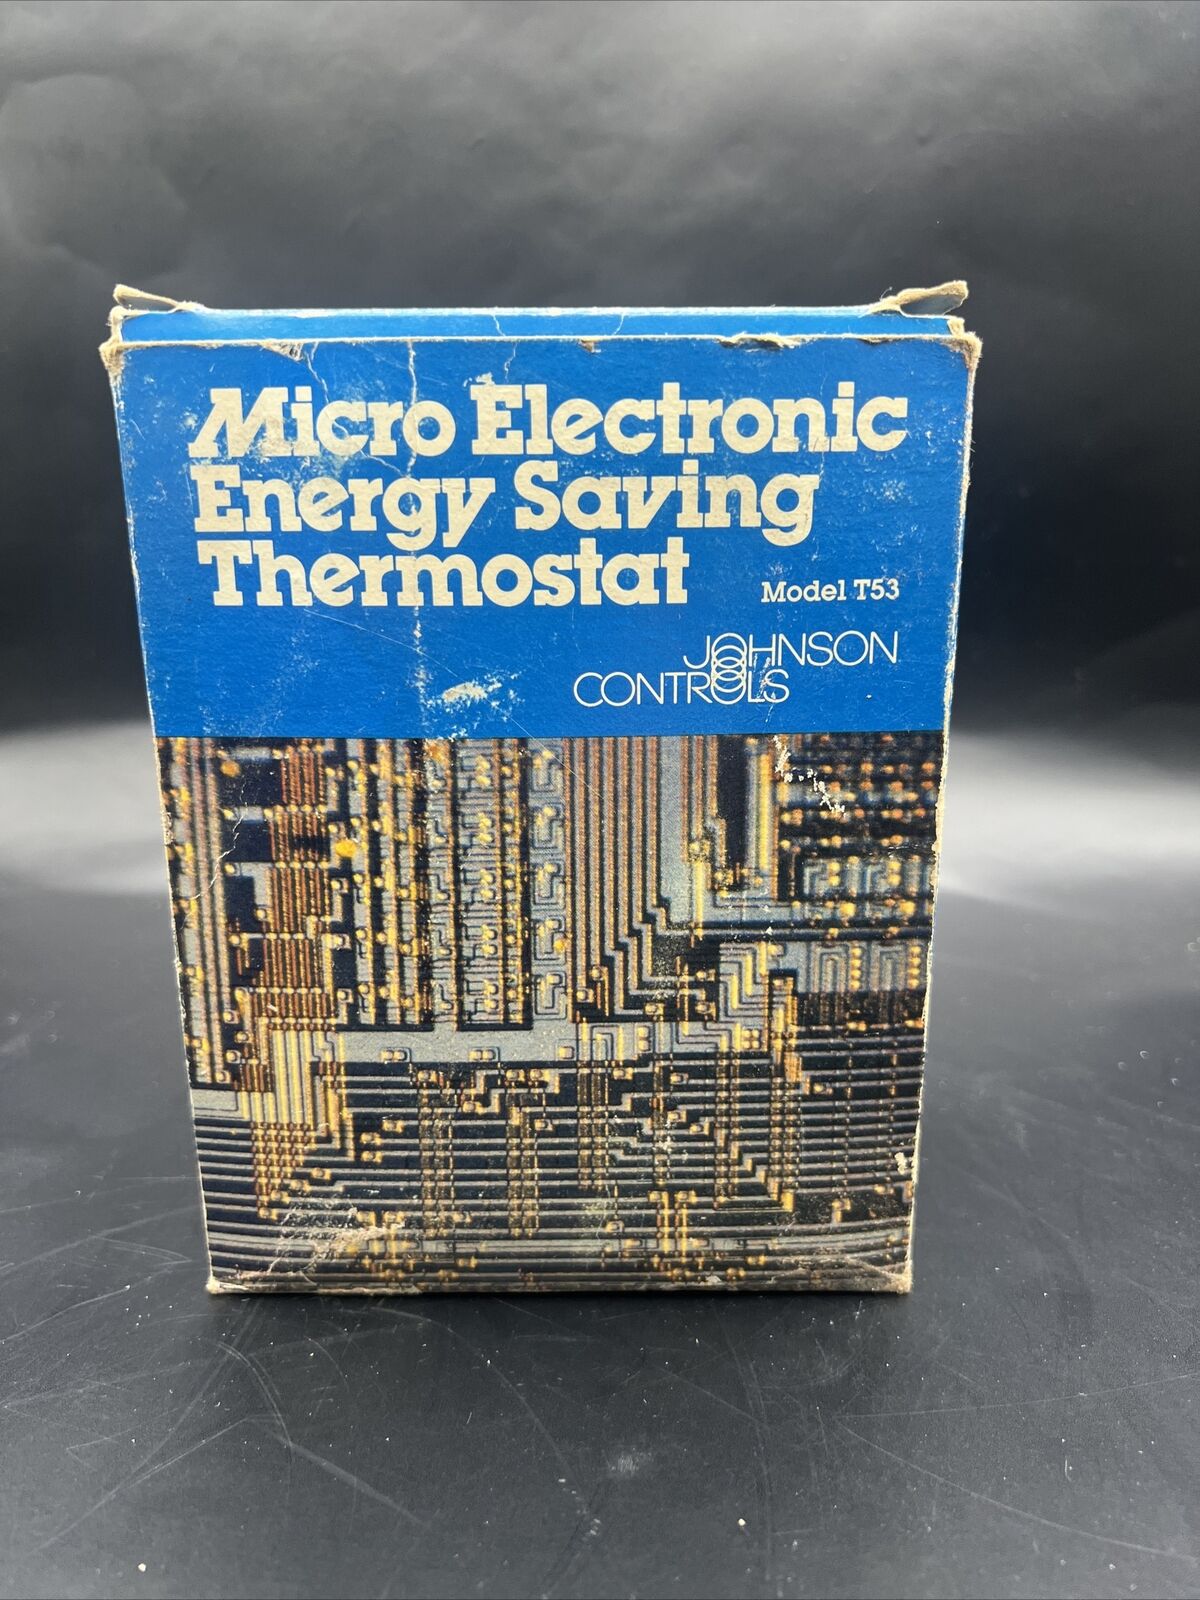 Micro Electronic
Energy Saving
Thermostat
Model T53
JOHNSON
CONTROLS